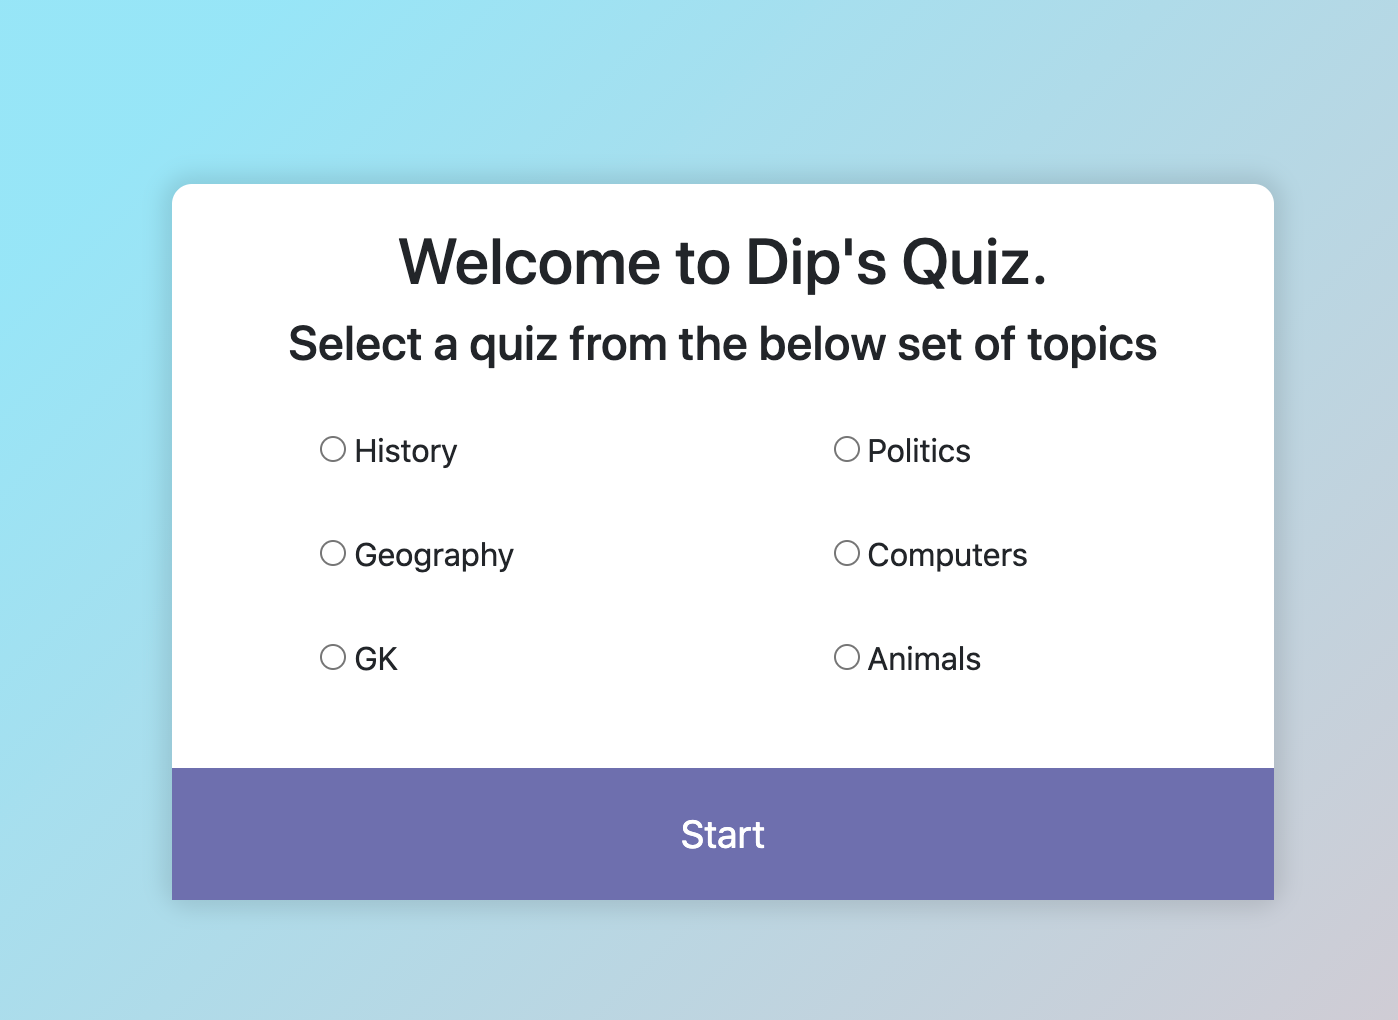 Welcome to Dip's Quiz.
Select a quiz from the below set of topics
History
Politics
Geography
Computers
GK
Animals
Start